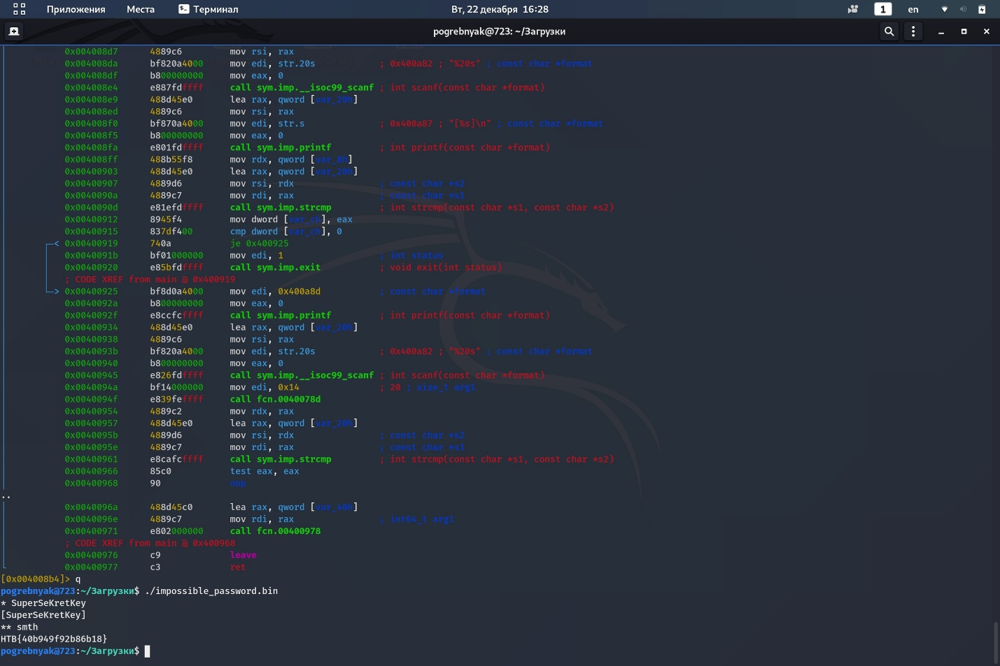 Приложения Места Терминал Вт, 22 декабря 16:28 1 en
pogrebnyak@723: ~/Загрузки
0x004008d7 4889c6 mov rsi, rax
0x004008da bf820a4000 mov edi, str.20s ; 0x400a82 ; "%20s" ; const char *format
0x004008df b800000000 mov eax, 0
0x004008e4 e887fdffff call sym.imp.__isoc99_scanf ; int scanf(const char *format)
0x004008e9 488d45e0 lea rax, qword [var_20h]
0x004008ed 4889c6 mov rsi, rax
0x004008f0 bf870a4000 mov edi, str.s ; 0x400a87 ; "[%s]\n" ; const char *format
0x004008f5 b800000000 mov eax, 0
0x004008fa e801fdffff call sym.imp.printf ; int printf(const char *format)
0x004008ff 488b55f8 mov rdx, qword [var_8h]
0x00400903 488d45e0 lea rax, qword [var_20h]
0x00400907 4889d6 mov rsi, rdx ; const char *s2
0x0040090a 4889c7 mov rdi, rax ; const char *s1
0x0040090d e81efdffff call sym.imp.strcmp ; int strcmp(const char *s1, const char *s2)
0x00400912 8945f4 mov dword [var_ch], eax
0x00400915 837df400 cmp dword [var_ch], 0
< 0x00400919 740a je 0x400925
0x0040091b bf01000000 mov edi, 1 ; int status
0x00400920 e85bfdffff call sym.imp.exit ; void exit(int status)
; CODE XREF from main @ 0x400919
> 0x00400925 bf8d0a4000 mov edi, 0x400a8d ; const char *format
0x0040092a b800000000 mov eax, 0
0x0040092f e8ccfcffff call sym.imp.printf ; int printf(const char *format)
0x00400934 488d45e0 lea rax, qword [var_20h]
0x00400938 4889c6 mov rsi, rax
0x0040093b bf820a4000 mov edi, str.20s ; 0x400a82 ; "%20s" ; const char *format
0x00400940 b800000000 mov eax, 0
0x00400945 e826fdffff call sym.imp.__isoc99_scanf ; int scanf(const char *format)
0x0040094a bf14000000 mov edi, 0x14 ; 20 ; size_t arg1
0x0040094f e839feffff call fcn.0040078d
0x00400954 4889c2 mov rdx, rax
0x00400957 488d45e0 lea rax, qword [var_20h]
0x0040095b 4889d6 mov rsi, rdx ; const char *s2
0x0040095e 4889c7 mov rdi, rax ; const char *s1
0x00400961 e8cafcffff call sym.imp.strcmp ; int strcmp(const char *s1, const char *s2)
0x00400966 85c0 test eax, eax
0x00400968 90 nop
..
0x0040096a 488d45c0 lea rax, qword [var_40h]
0x0040096e 4889c7 mov rdi, rax ; int64_t arg1
0x00400971 e802000000 call fcn.00400978
; CODE XREF from main @ 0x400968
0x00400976 c9 leave
0x00400977 c3 ret
[0x004008b4]> q
pogrebnyak@723:~/Загрузки$ ./impossible_password.bin
* SuperSeKretKey
[SuperSeKretKey]
** smth
HTB{40b949f92b86b18}
pogrebnyak@723:~/Загрузки$